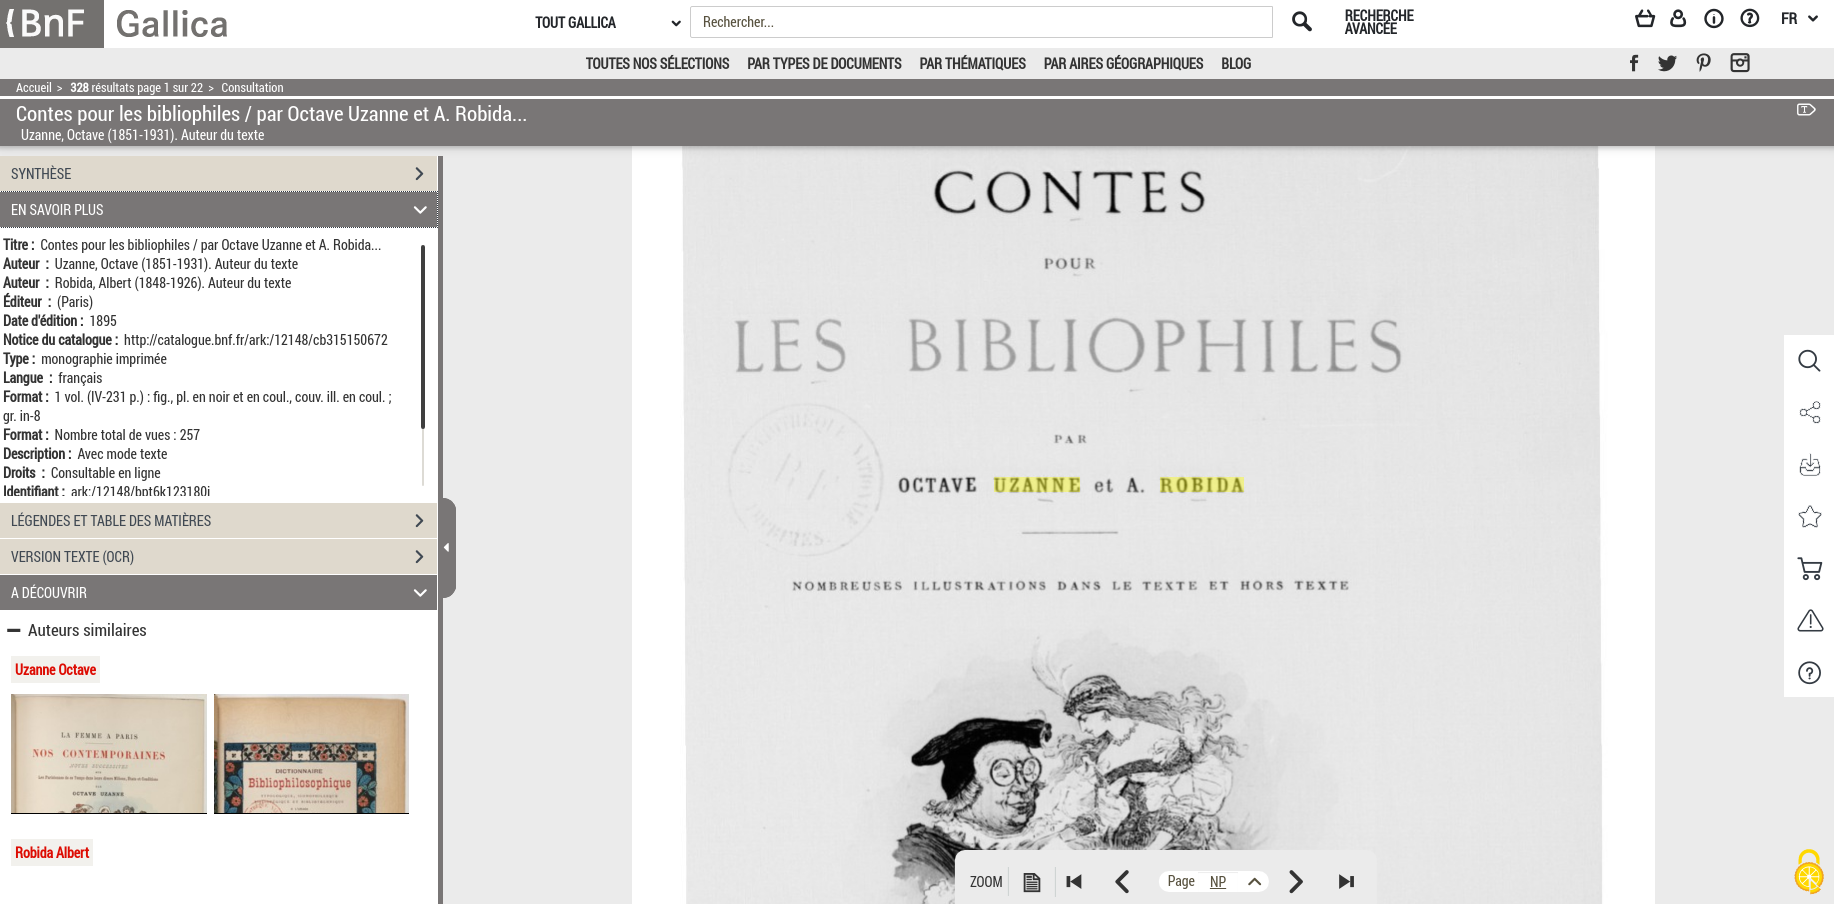 BnF Gallica
TOUT GALLICA
Rechercher...
RECHERCHE
AVANCÉE
FR
TOUTES NOS SÉLECTIONS PAR TYPES DE DOCUMENTS PAR THÉMATIQUES PAR AIRES GÉOGRAPHIQUES BLOG
Accueil > 328 résultats page 1 sur 22 > Consultation
Contes pour les bibliophiles / par Octave Uzanne et A. Robida...
Uzanne, Octave (1851-1931). Auteur du texte
SYNTHÈSE
EN SAVOIR PLUS
Titre : Contes pour les bibliophiles / par Octave Uzanne et A. Robida...
Auteur : Uzanne, Octave (1851-1931). Auteur du texte
Auteur : Robida, Albert (1848-1926). Auteur du texte
Éditeur : (Paris)
Date d'édition : 1895
Notice du catalogue : http://catalogue.bnf.fr/ark:/12148/cb315150672
Type : monographie imprimée
Langue : français
Format : 1 vol. (IV-231 p.) : fig., pl. en noir et en coul., couv. ill. en coul. ;
gr. in-8
Format : Nombre total de vues : 257
Description : Avec mode texte
Droits : Consultable en ligne
Identifiant : ark:/12148/bpt6k123180j
LÉGENDES ET TABLE DES MATIÈRES
VERSION TEXTE (OCR)
A DÉCOUVRIR
Auteurs similaires
Uzanne Octave
LA FEMME A PARIS
NOS CONTEMPORAINES
OCTAVE UZANNE
DICTIONNAIRE
Bibliophilosophique
Robida Albert
CONTES
POUR
LES BIBLIOPHILES
PAR
OCTAVE UZANNE et A. ROBIDA
NOMBREUSES ILLUSTRATIONS DANS LE TEXTE ET HORS TEXTE
ZOOM
Page NP